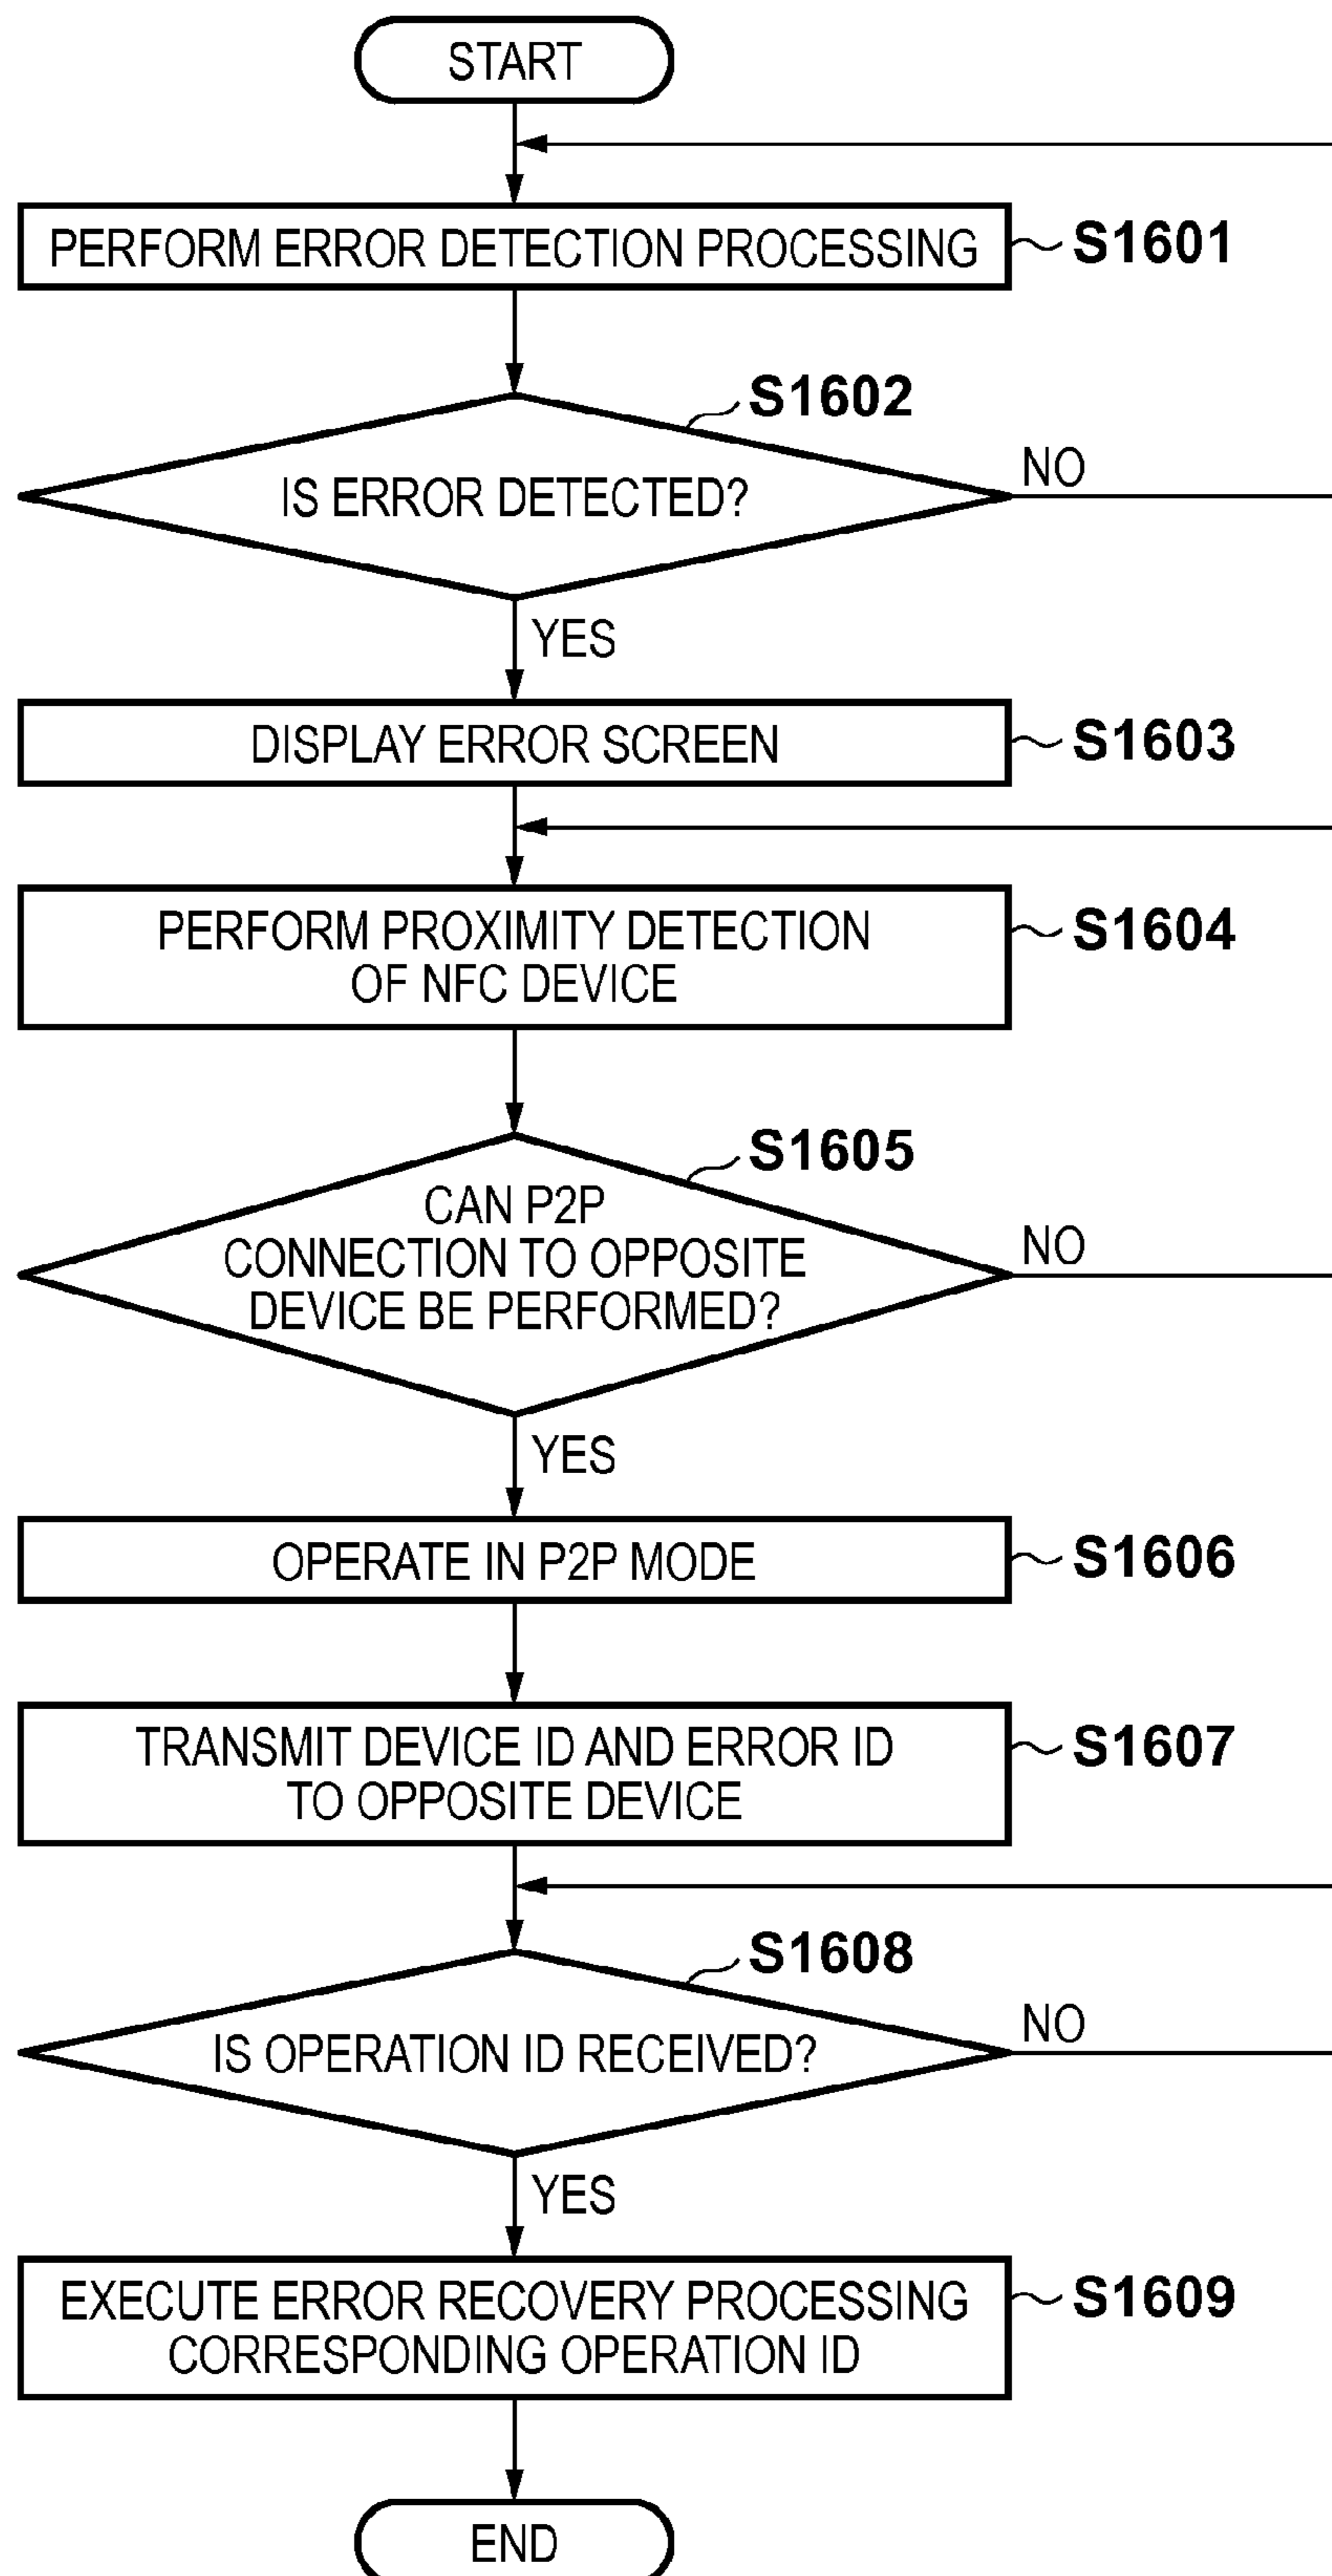 START
PERFORM ERROR DETECTION PROCESSING
S1601
S1602
IS ERROR DETECTED?
NO
YES
DISPLAY ERROR SCREEN
S1603
PERFORM PROXIMITY DETECTION
OF NFC DEVICE
S1604
S1605
CAN P2P
CONNECTION TO OPPOSITE
DEVICE BE PERFORMED?
NO
YES
OPERATE IN P2P MODE
S1606
TRANSMIT DEVICE ID AND ERROR ID
TO OPPOSITE DEVICE
S1607
S1608
IS OPERATION ID RECEIVED?
NO
YES
EXECUTE ERROR RECOVERY PROCESSING
CORRESPONDING OPERATION ID
S1609
END